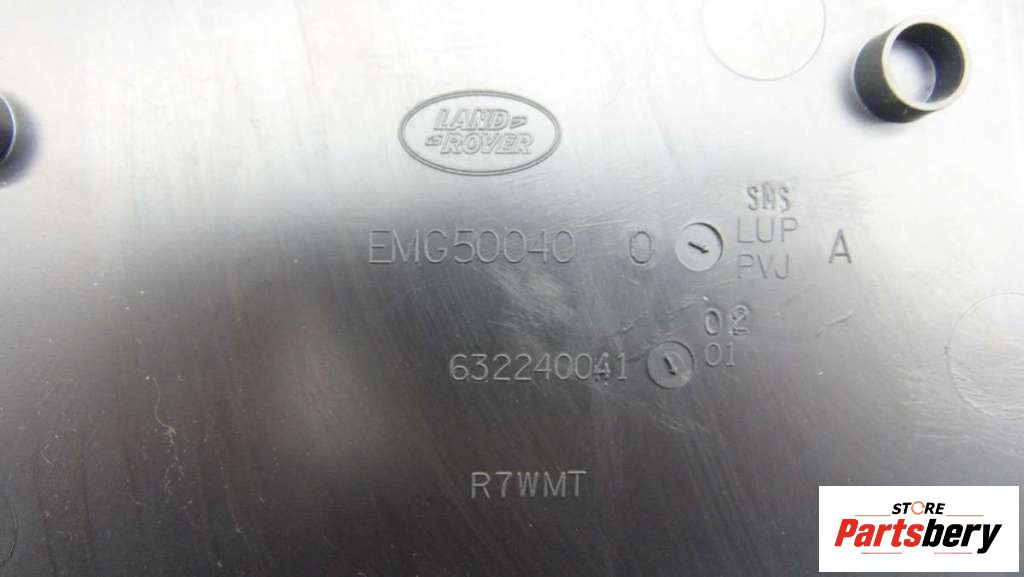 LAND
ROVER
SMS
EMG50040 0 LUP A
PVJ
02
632240041 01
R7WMT
STORE
Partsbery